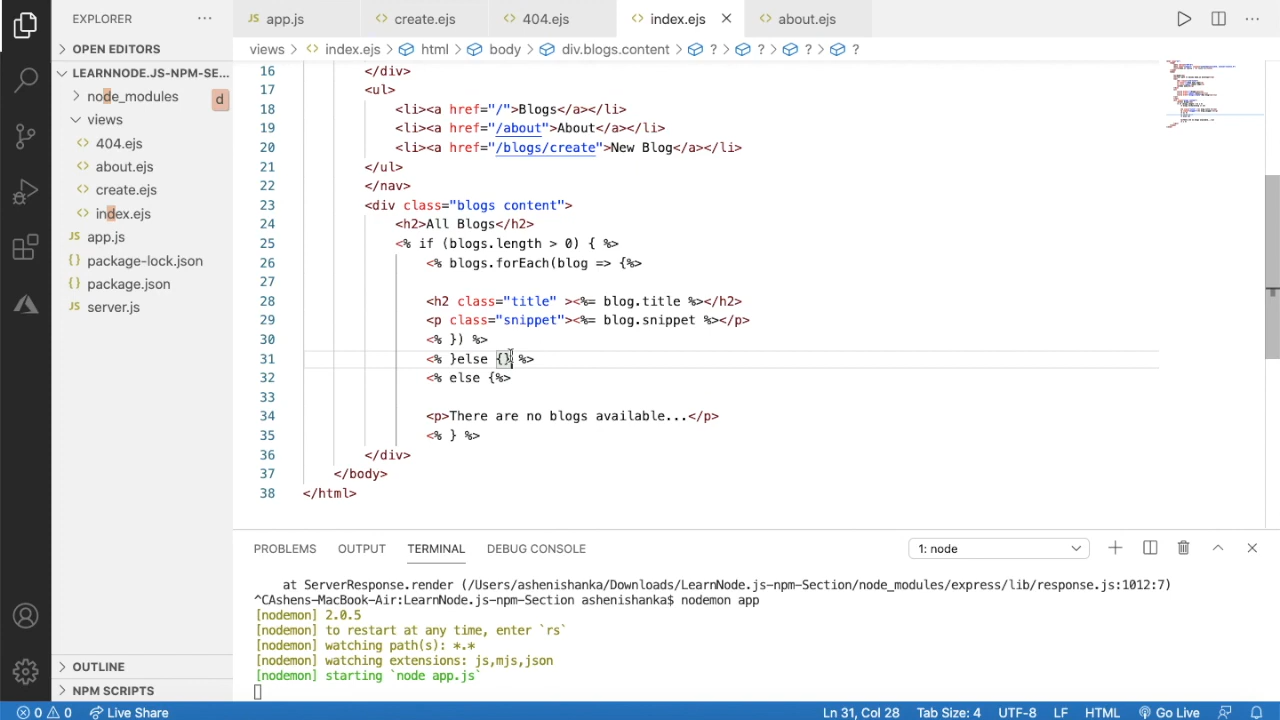 EXPLORER
app.js
create.ejs
404.ejs
index.ejs
about.ejs
OPEN EDITORS
LEARNNODE.JS-NPM-SE...
node_modules
d
views
404.ejs
about.ejs
create.ejs
index.ejs
app.js
package-lock.json
package.json
server.js
OUTLINE
NPM SCRIPTS
views > index.ejs > html > body > div.blogs.content > ? > ? > ? > ?
16 </div>
17 <ul>
18 <li><a href="/">Blogs</a></li>
19 <li><a href="/about">About</a></li>
20 <li><a href="/blogs/create">New Blog</a></li>
21 </ul>
22 </nav>
23 <div class="blogs content">
24 <h2>All Blogs</h2>
25 <% if (blogs.length > 0) { %>
26 <% blogs.forEach(blog => {%>
27
28 <h2 class="title" ><%= blog.title %></h2>
29 <p class="snippet"><%= blog.snippet %></p>
30 <% }) %>
31 <% }else {} %>
32 <% else {%>
33
34 <p>There are no blogs available...</p>
35 <% } %>
36 </div>
37 </body>
38 </html>
PROBLEMS OUTPUT TERMINAL DEBUG CONSOLE
1: node
at ServerResponse.render (/Users/ashenishanka/Downloads/LearnNode.js-npm-Section/node_modules/express/lib/response.js:1012:7)
^CAshens-MacBook-Air:LearnNode.js-npm-Section ashenishanka$ nodemon app
[nodemon] 2.0.5
[nodemon] to restart at any time, enter `rs`
[nodemon] watching path(s): *.*
[nodemon] watching extensions: js,mjs,json
[nodemon] starting `node app.js`
0 0 Live Share
Ln 31, Col 28 Tab Size: 4 UTF-8 LF HTML Go Live